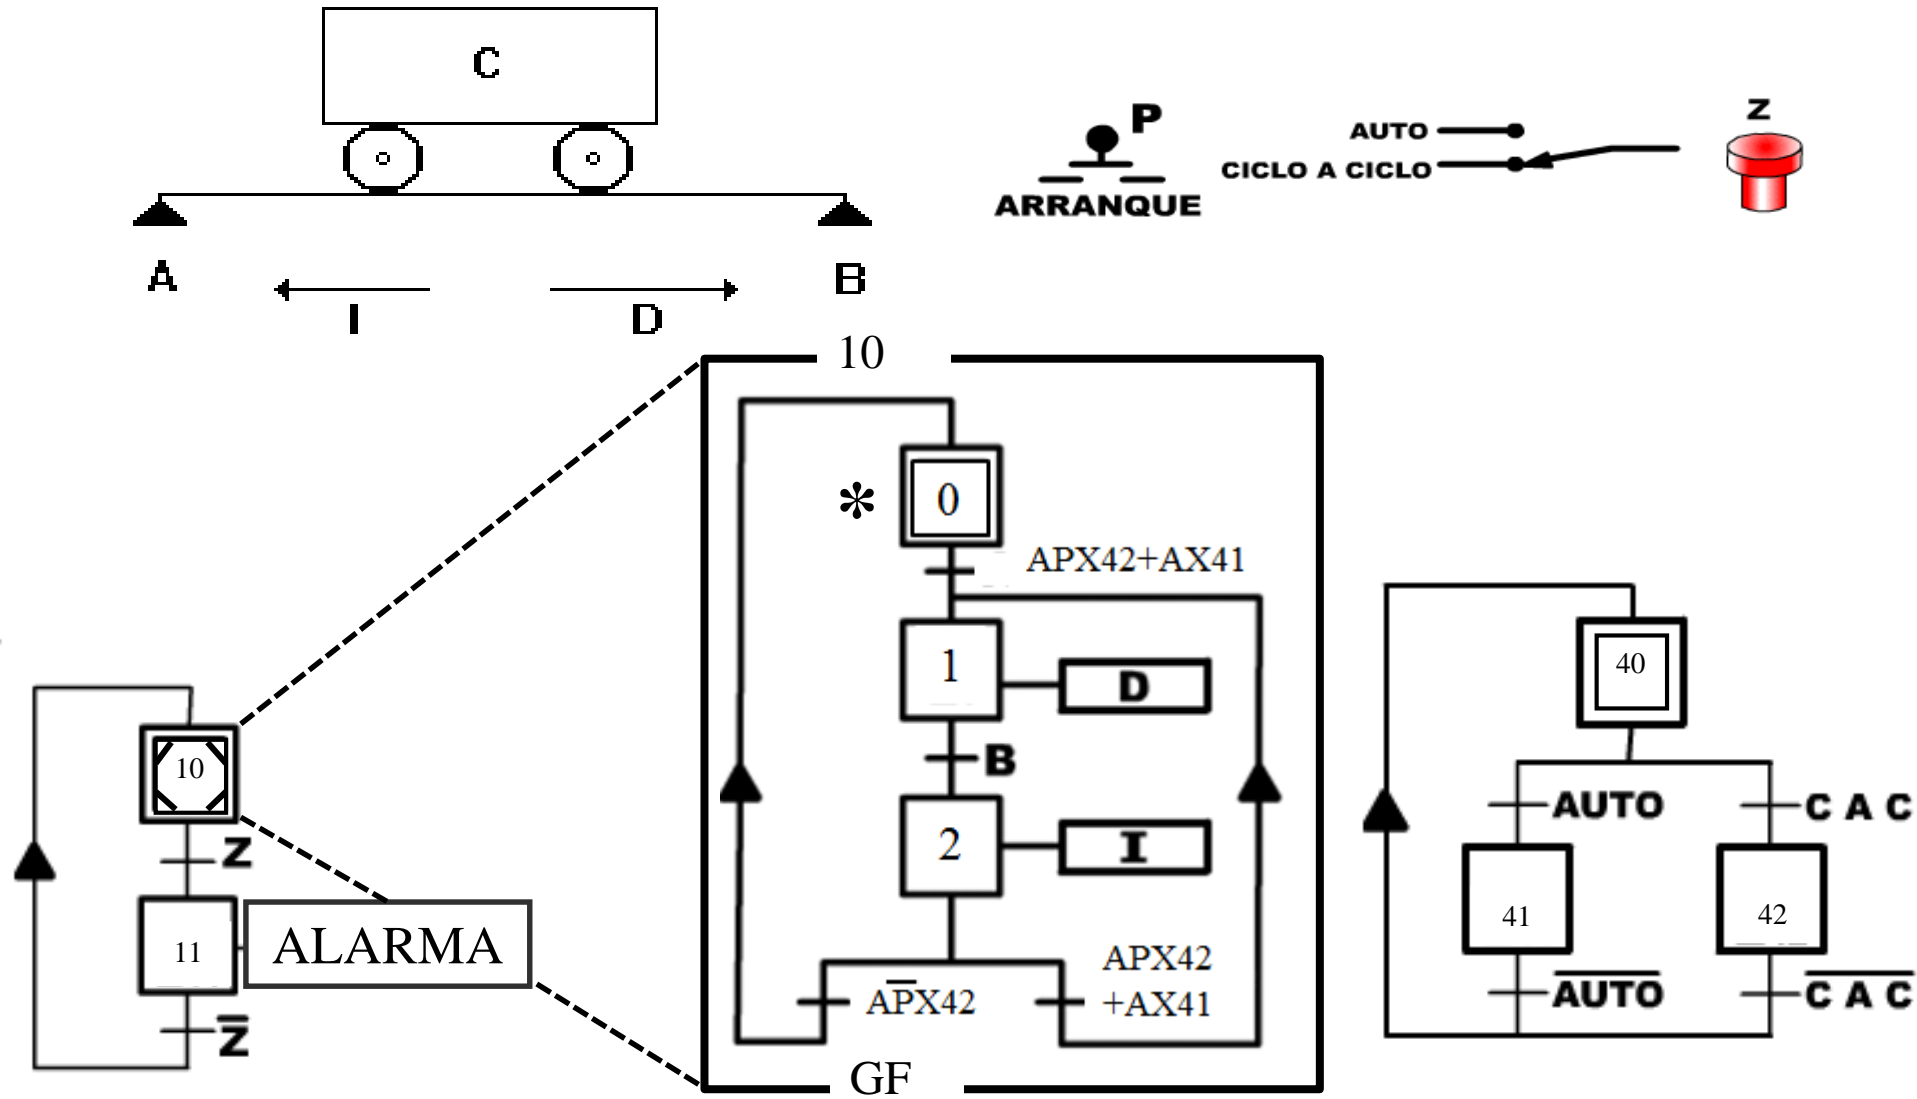 C
A
B
I
D
P
ARRANQUE
AUTO
CICLO A CICLO
Z
10
*
0
APX42+AX41
1
D
B
2
I
AP̅X42
APX42
+AX41
GF
10
Z
11
ALARMA
Z̅
40
AUTO
C A C
41
42
A̅U̅T̅O̅
C̅ A̅ C̅